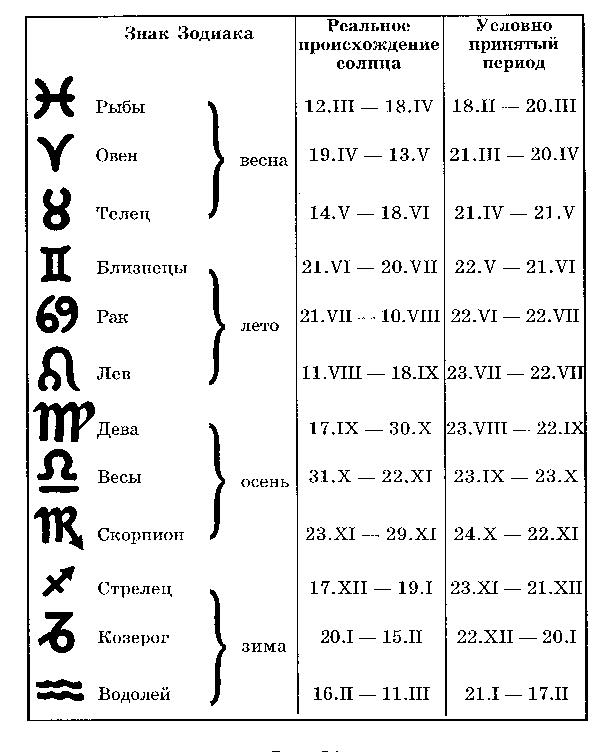 Знак Зодиака
Реальное
происхождение
солнца
Условно
принятый
период
Рыбы 12.III — 18.IV 18.II — 20.III
Овен 19.IV — 13.V 21.III — 20.IV
весна
Телец 14.V — 18.VI 21.IV — 21.V
Близнецы 21.VI — 20.VII 22.V — 21.VI
Рак 21.VII — 10.VIII 22.VI — 22.VII
лето
Лев 11.VIII — 18.IX 23.VII — 22.VII
Дева 17.IX — 30.X 23.VIII — 22.IX
Весы 31.X — 22.XI 23.IX — 23.X
осень
Скорпион 23.XI — 29.XI 24.X — 22.XI
Стрелец 17.XII — 19.I 23.XI — 21.XII
Козерог 20.I — 15.II 22.XII — 20.I
зима
Водолей 16.II — 11.III 21.I — 17.II